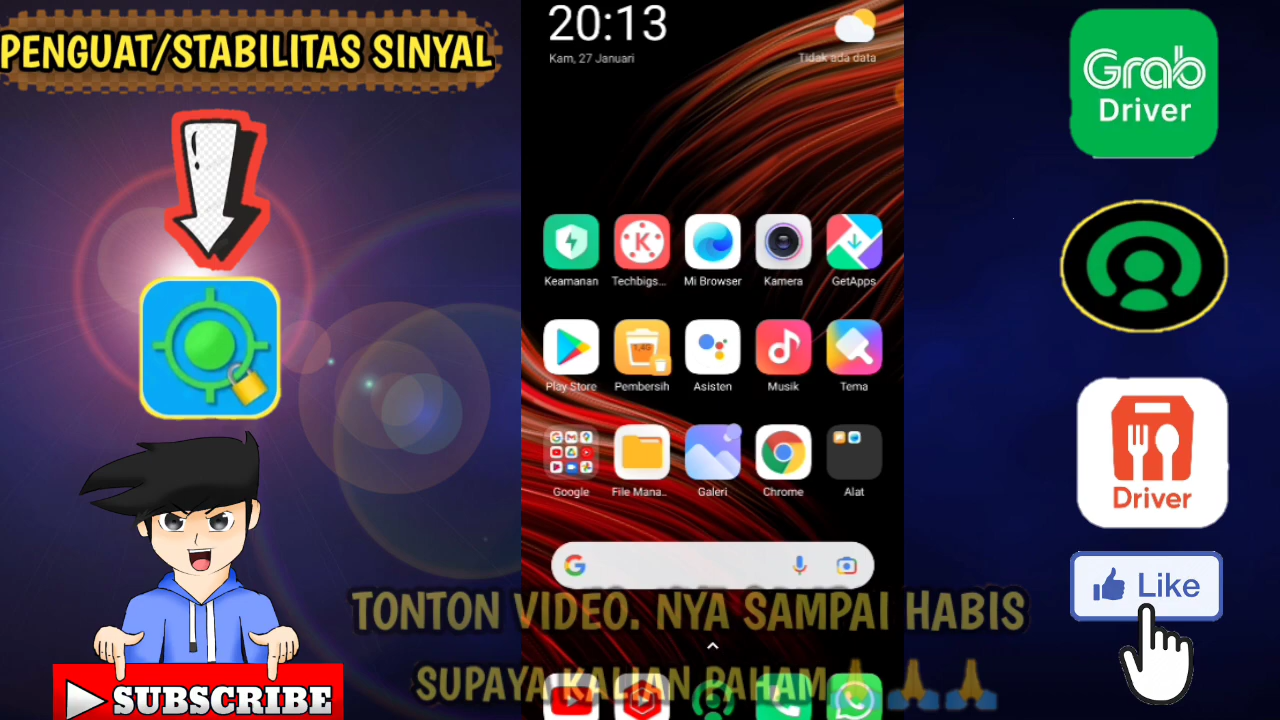 PENGUAT/STABILITAS SINYAL
20:13
Kam, 27 Januari
Tidak ada data
Grab
Driver
Keamanan
Techbigs...
Mi Browser
Kamera
GetApps
1,4G
Play Store
Pembersih
Asisten
Musik
Tema
Google
File Mana..
Galeri
Chrome
Alat
Driver
Like
TONTON VIDEO. NYA SAMPAI HABIS
SUPAYA KALIAN PAHAM🙏🙏🙏
SUBSCRIBE